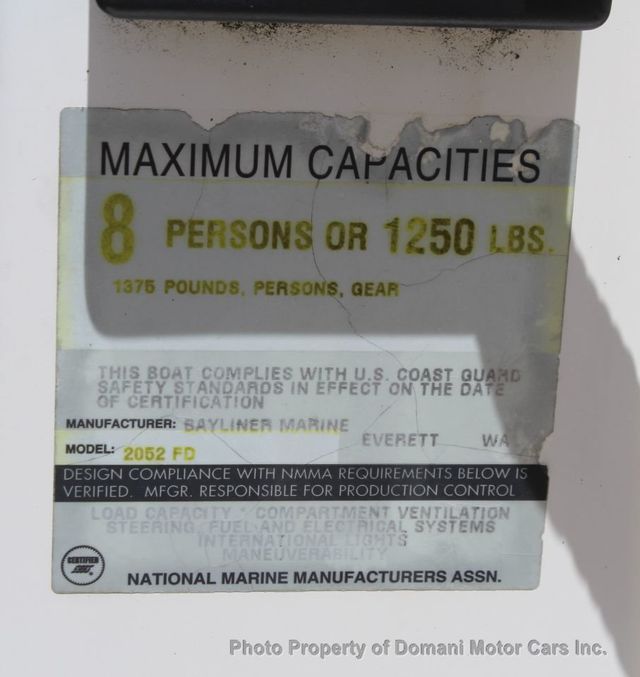 MAXIMUM CAPACITIES
8 PERSONS OR 1250 LBS.
1375 POUNDS, PERSONS, GEAR
THIS BOAT COMPLIES WITH U.S. COAST GUARD
SAFETY STANDARDS IN EFFECT ON THE DATE
OF CERTIFICATION
MANUFACTURER: BAYLINER MARINE
EVERETT WA
MODEL: 2052 FD
DESIGN COMPLIANCE WITH NMMA REQUIREMENTS BELOW IS
VERIFIED. MFGR. RESPONSIBLE FOR PRODUCTION CONTROL
LOAD CAPACITY * COMPARTMENT VENTILATION
STEERING, FUEL AND ELECTRICAL SYSTEMS
INTERNATIONAL LIGHTS
MANEUVERABILITY
CERTIFIED
NATIONAL MARINE MANUFACTURERS ASSN.
Photo Property of Domani Motor Cars Inc.